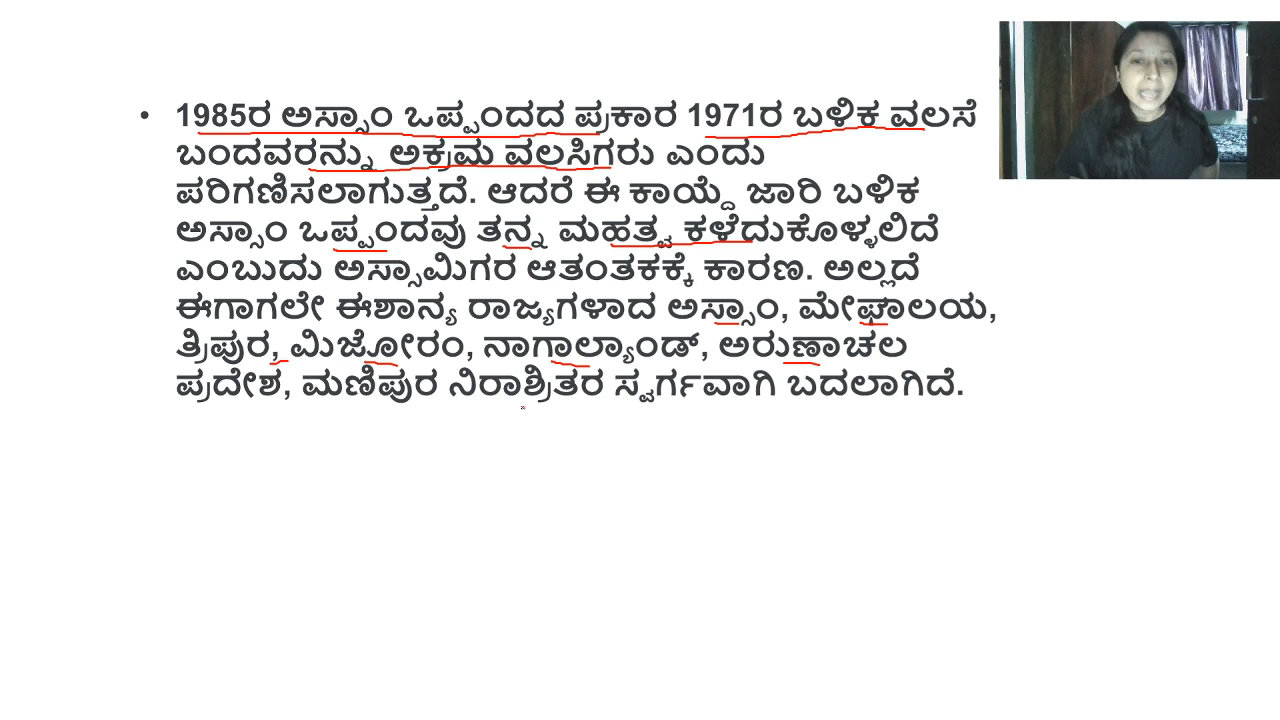 • 1985ರ ಅಸ್ಸಾಂ ಒಪ್ಪಂದದ ಪ್ರಕಾರ 1971ರ ಬಳಿಕ ವಲಸೆ
ಬಂದವರನ್ನು ಅಕ್ರಮ ವಲಸಿಗರು ಎಂದು
ಪರಿಗಣಿಸಲಾಗುತ್ತದೆ. ಆದರೆ ಈ ಕಾಯ್ದೆ ಜಾರಿ ಬಳಿಕ
ಅಸ್ಸಾಂ ಒಪ್ಪಂದವು ತನ್ನ ಮಹತ್ವ ಕಳೆದುಕೊಳ್ಳಲಿದೆ
ಎಂಬುದು ಅಸ್ಸಾಮಿಗರ ಆತಂತಕಕ್ಕೆ ಕಾರಣ. ಅಲ್ಲದೆ
ಈಗಾಗಲೇ ಈಶಾನ್ಯ ರಾಜ್ಯಗಳಾದ ಅಸ್ಸಾಂ, ಮೇಘಾಲಯ,
ತ್ರಿಪುರ, ಮಿಜೋರಂ, ನಾಗಾಲ್ಯಾಂಡ್, ಅರುಣಾಚಲ
ಪ್ರದೇಶ, ಮಣಿಪುರ ನಿರಾಶ್ರಿತರ ಸ್ವರ್ಗವಾಗಿ ಬದಲಾಗಿದೆ.